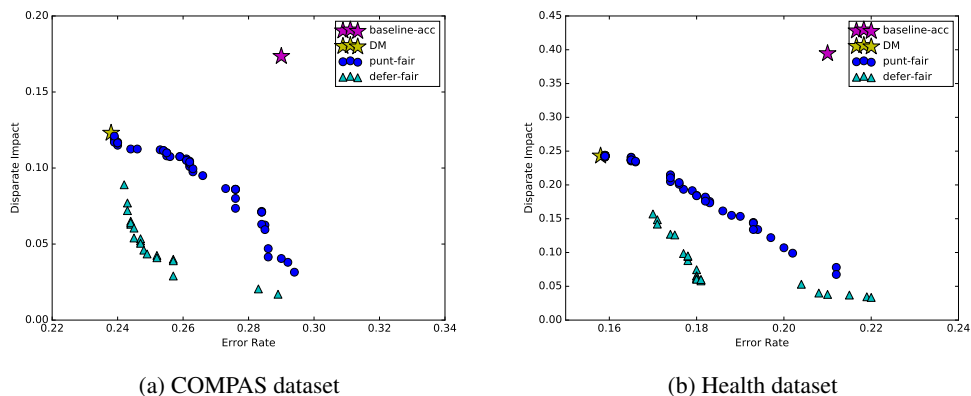 0.20
0.15
0.10
0.05
0.00
Disparate Impact
0.22 0.24 0.26 0.28 0.30 0.32 0.34
Error Rate
baseline-acc
DM
punt-fair
defer-fair
(a) COMPAS dataset
0.45
0.40
0.35
0.30
0.25
0.20
0.15
0.10
0.05
0.00
Disparate Impact
0.16 0.18 0.20 0.22 0.24
Error Rate
baseline-acc
DM
punt-fair
defer-fair
(b) Health dataset